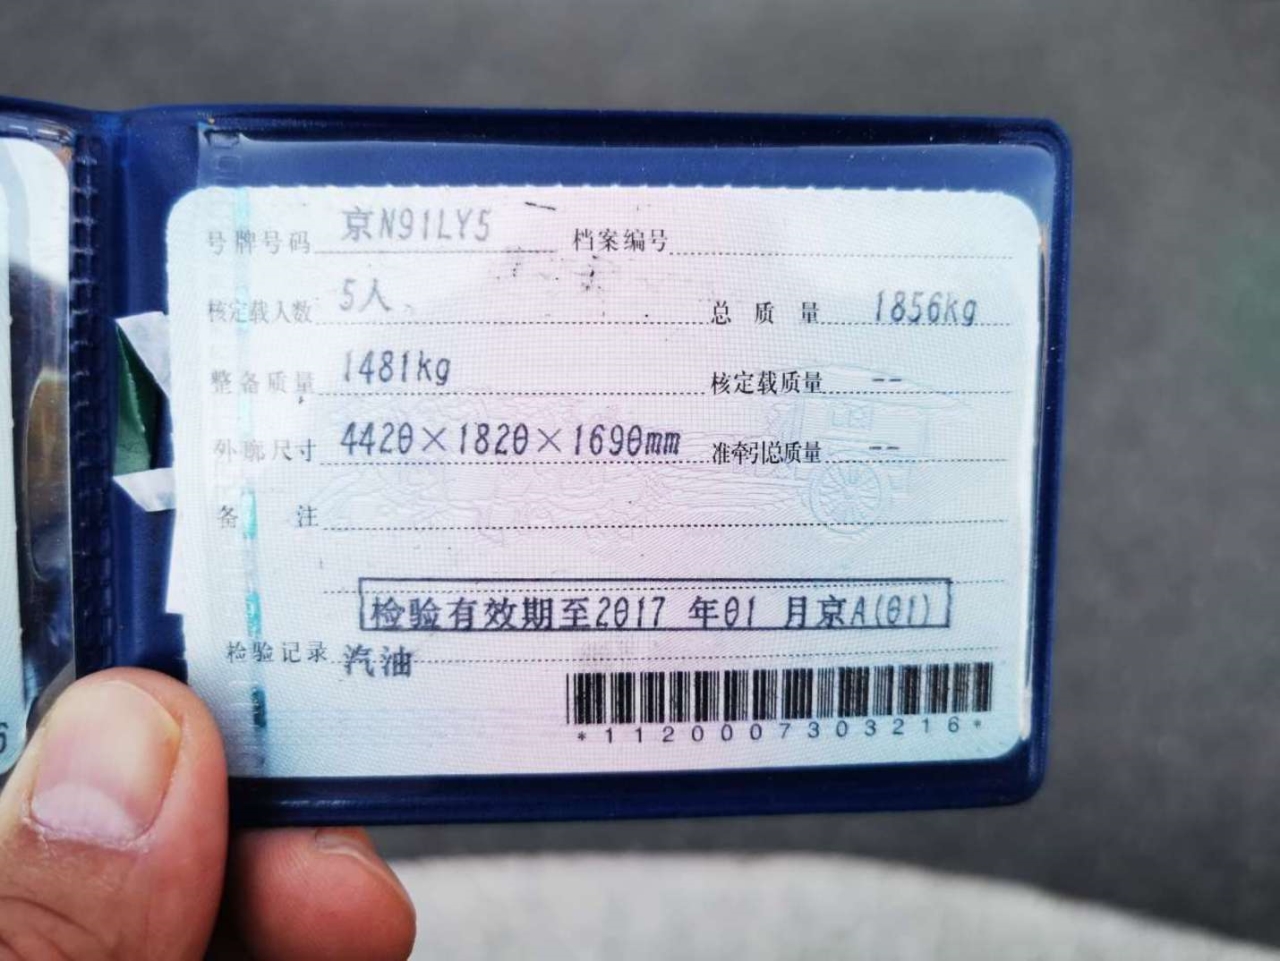 号牌号码 京N91LY5 档案编号
核定载人数 5人 总质量 1856kg
整备质量 1481kg 核定载质量 --
外廓尺寸 4420×1820×1690mm 准牵引总质量 --
备注
检验有效期至2017 年01 月京A(01)
检验记录 汽油
*1120007303216*
6